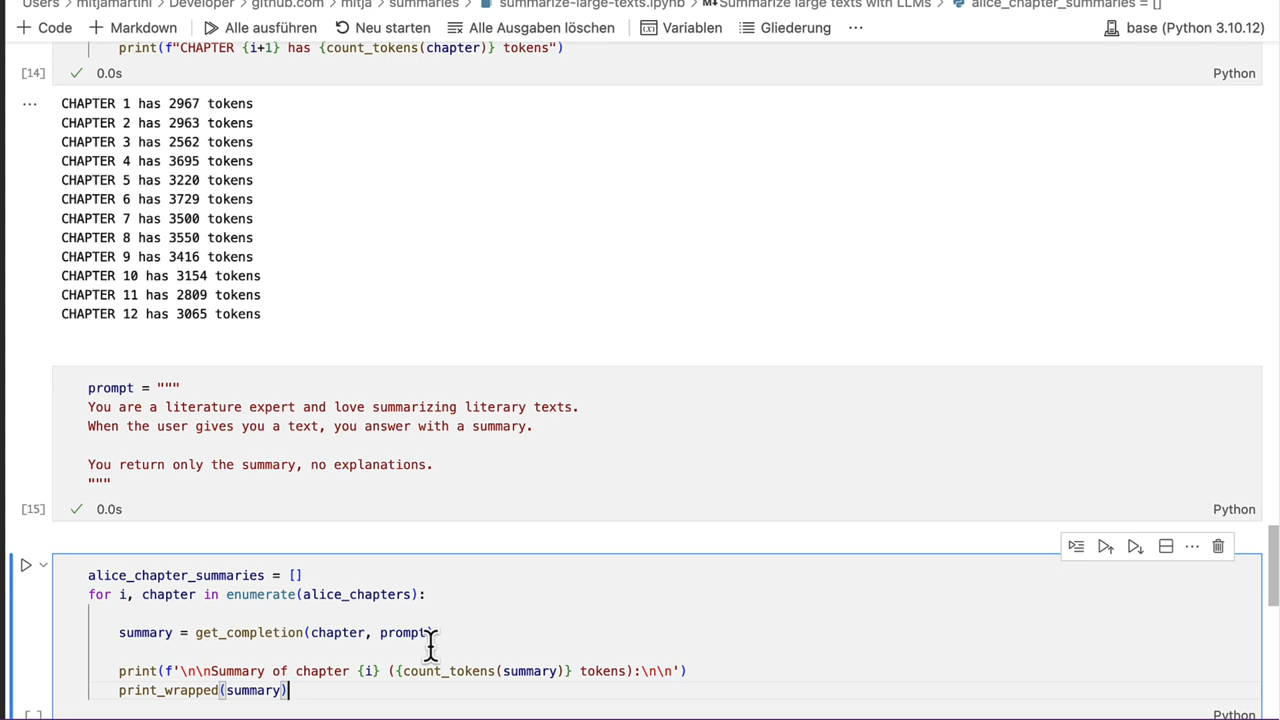 Users > mitjamartini > Developer > github.com > mitja > summaries > summarize-large-texts.ipynb > Summarize large texts with LLMs > alice_chapter_summaries = []
+ Code + Markdown Alle ausführen Neu starten Alle Ausgaben löschen Variablen Gliederung ... base (Python 3.10.12)
print(f"CHAPTER {i+1} has {count_tokens(chapter)} tokens")
[14] ✓ 0.0s Python
... CHAPTER 1 has 2967 tokens
CHAPTER 2 has 2963 tokens
CHAPTER 3 has 2562 tokens
CHAPTER 4 has 3695 tokens
CHAPTER 5 has 3220 tokens
CHAPTER 6 has 3729 tokens
CHAPTER 7 has 3500 tokens
CHAPTER 8 has 3550 tokens
CHAPTER 9 has 3416 tokens
CHAPTER 10 has 3154 tokens
CHAPTER 11 has 2809 tokens
CHAPTER 12 has 3065 tokens
prompt = """
You are a literature expert and love summarizing literary texts.
When the user gives you a text, you answer with a summary.
You return only the summary, no explanations.
"""
[15] ✓ 0.0s Python
alice_chapter_summaries = []
for i, chapter in enumerate(alice_chapters):
summary = get_completion(chapter, prompt)
print(f'\n\nSummary of chapter {i} ({count_tokens(summary)} tokens):\n\n')
print_wrapped(summary)
[ ] Python